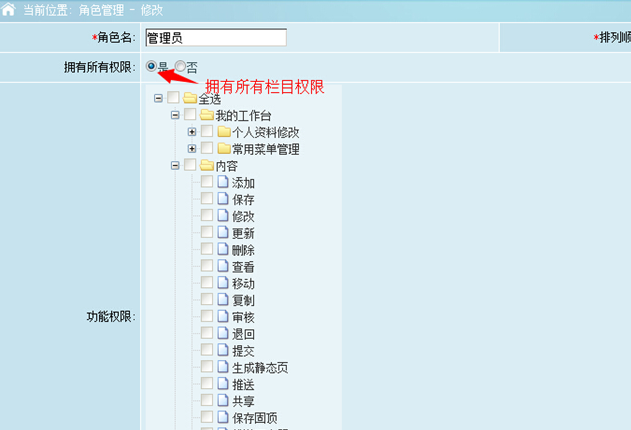 当前位置: 角色管理 - 修改
*角色名: 管理员 *排列顺
拥有所有权限: 是 否
拥有所有栏目权限
全选
我的工作台
个人资料修改
常用菜单管理
内容
添加
保存
修改
更新
删除
查看
移动
复制
功能权限: 审核
退回
提交
生成静态页
推送
共享
保存固顶